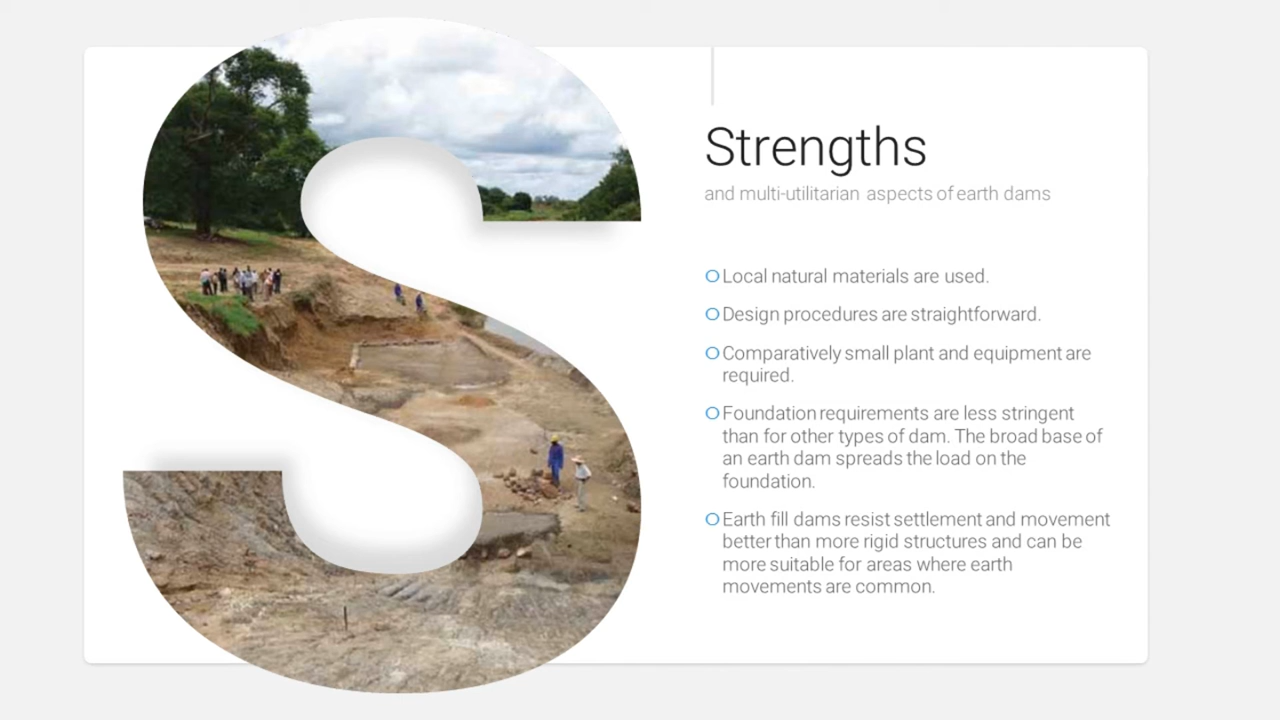 Strengths
and multi-utilitarian aspects of earth dams
Local natural materials are used.
Design procedures are straightforward.
Comparatively small plant and equipment are
required.
Foundation requirements are less stringent
than for other types of dam. The broad base of
an earth dam spreads the load on the
foundation.
Earth fill dams resist settlement and movement
better than more rigid structures and can be
more suitable for areas where earth
movements are common.